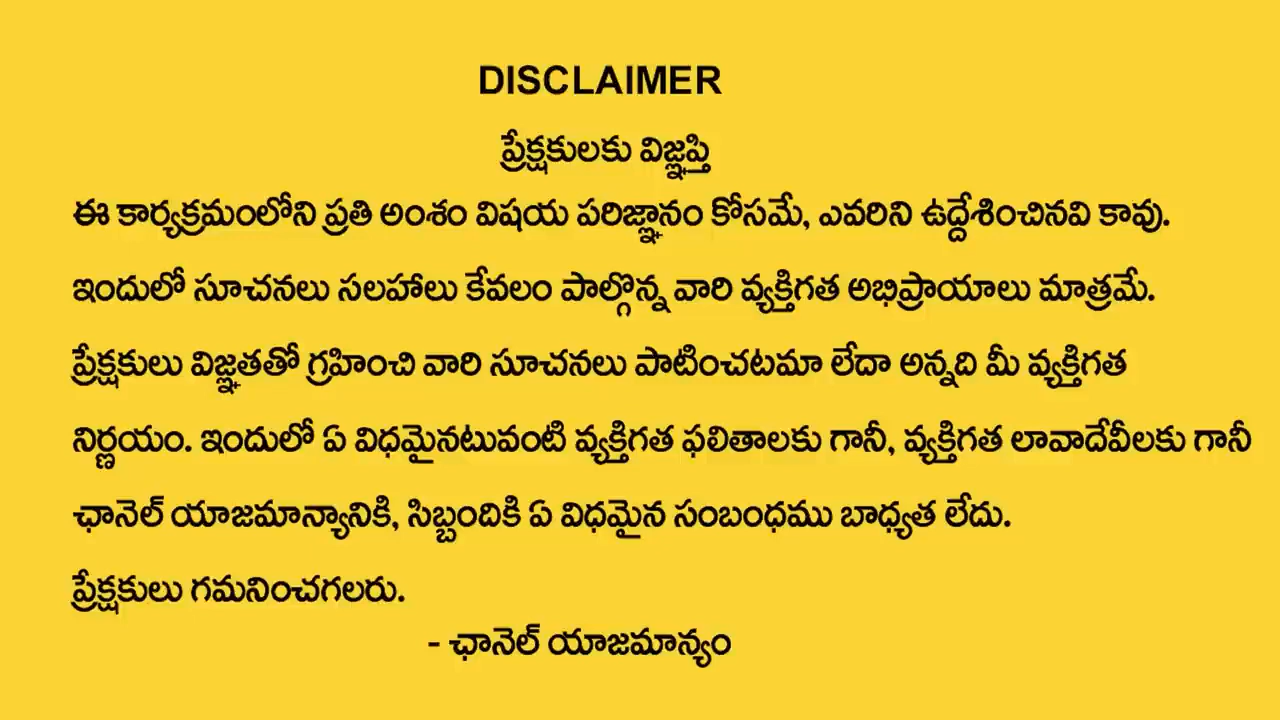 DISCLAIMER
ప్రేక్షకులకు విజ్ఞప్తి
ఈ కార్యక్రమంలోని ప్రతి అంశం విషయ పరిజ్ఞానం కోసమే, ఎవరిని ఉద్దేశించినవి కావు.
ఇందులో సూచనలు సలహాలు కేవలం పాల్గొన్న వారి వ్యక్తిగత అభిప్రాయాలు మాత్రమే.
ప్రేక్షకులు విజ్ఞతతో గ్రహించి వారి సూచనలు పాటించటమా లేదా అన్నది మీ వ్యక్తిగత
నిర్ణయం. ఇందులో ఏ విధమైనటువంటి వ్యక్తిగత ఫలితాలకు గానీ, వ్యక్తిగత లావాదేవీలకు గానీ
ఛానెల్ యాజమాన్యానికి, సిబ్బందికి ఏ విధమైన సంబంధము బాధ్యత లేదు.
ప్రేక్షకులు గమనించగలరు.
- ఛానెల్ యాజమాన్యం